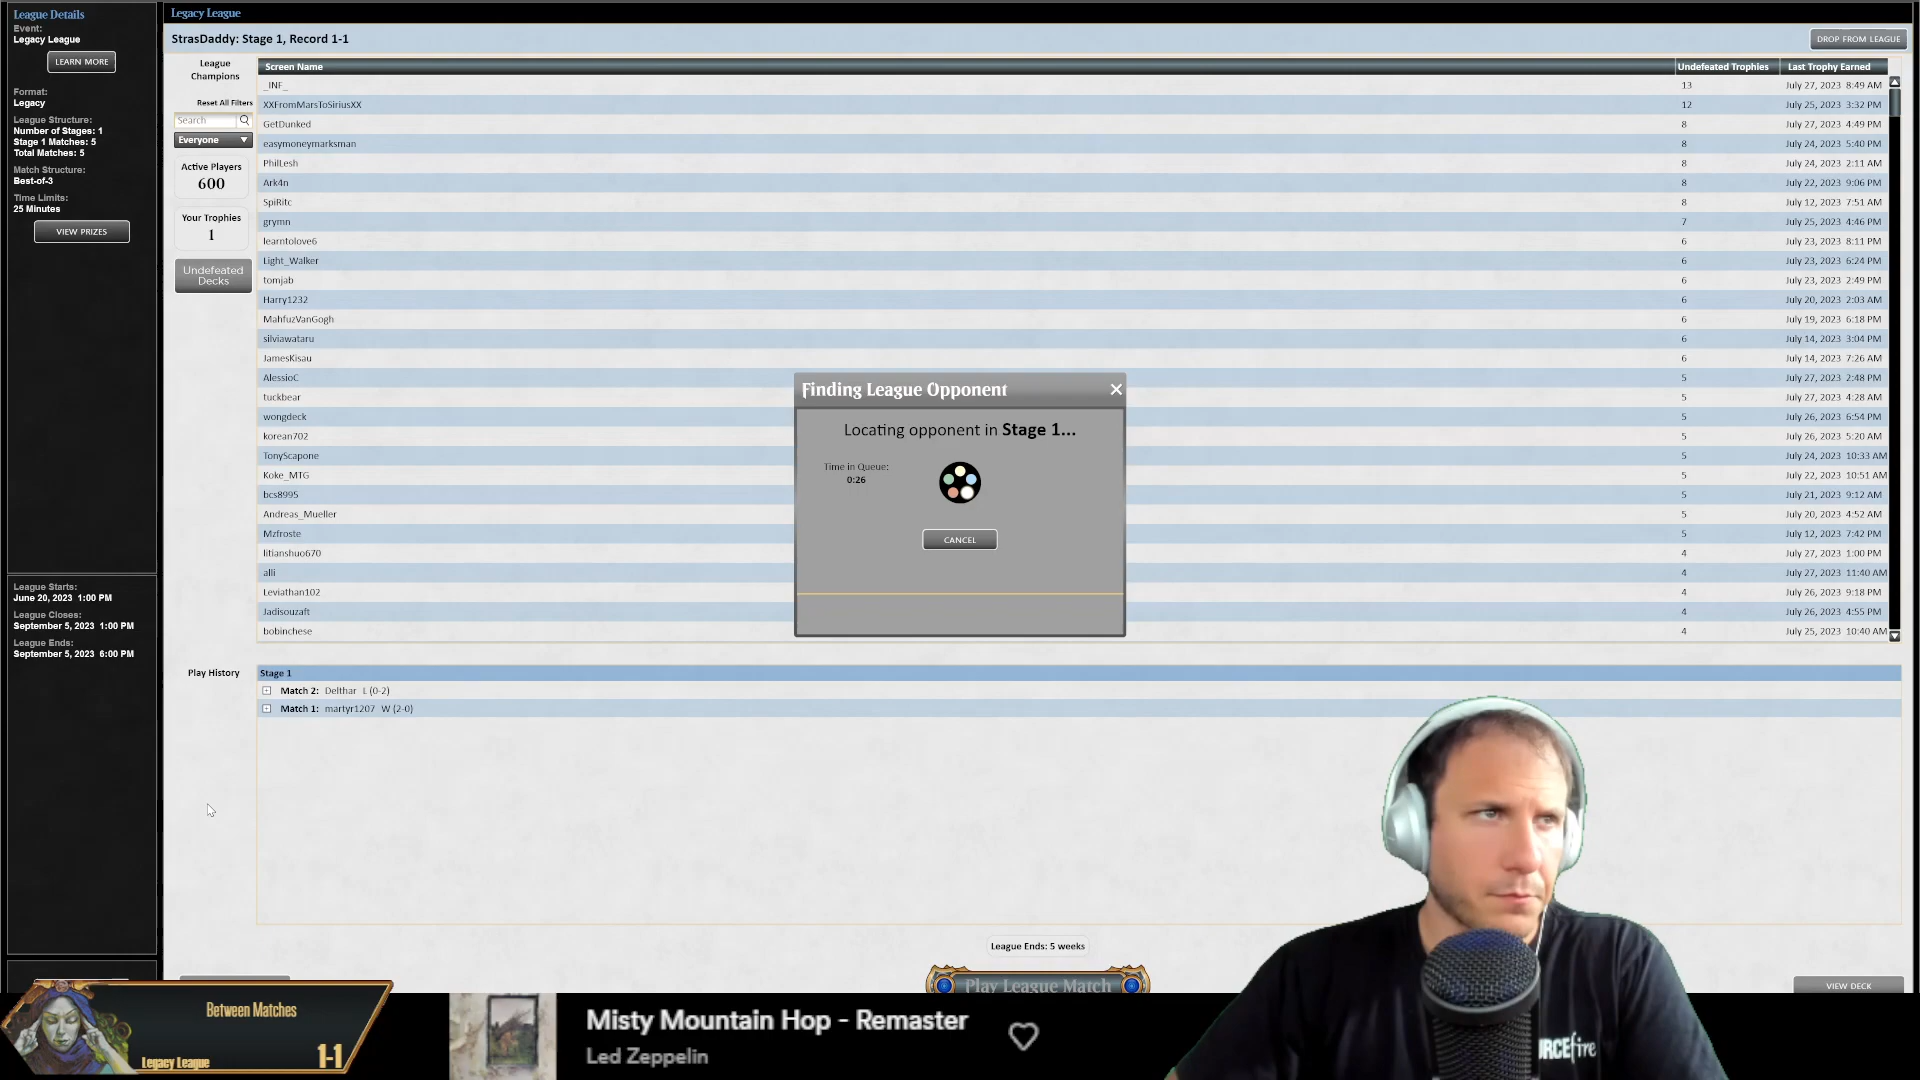 League Details
Event:
Legacy League
LEARN MORE
Format:
Legacy
League Structure:
Number of Stages: 1
Stage 1 Matches: 5
Total Matches: 5
Match Structure:
Best-of-3
Time Limits:
25 Minutes
VIEW PRIZES
League Starts:
June 20, 2023 1:00 PM
League Closes:
September 5, 2023 1:00 PM
League Ends:
September 5, 2023 6:00 PM
Legacy League
StrasDaddy: Stage 1, Record 1-1
DROP FROM LEAGUE
League
Champions
Reset All Filters
Search
Everyone
Active Players
600
Your Trophies
1
Undefeated
Decks
Screen Name Undefeated Trophies Last Trophy Earned
_INF_ 13 July 27, 2023 8:49 AM
XXFromMarsToSiriusXX 12 July 25, 2023 3:32 PM
GetDunked 8 July 27, 2023 4:49 PM
easymoneymarksman 8 July 24, 2023 5:40 PM
PhilLesh 8 July 24, 2023 2:11 AM
Ark4n 8 July 22, 2023 9:06 PM
SpiRitc 8 July 12, 2023 7:51 AM
grymn 7 July 25, 2023 4:46 PM
learntolove6 6 July 23, 2023 8:11 PM
Light_Walker 6 July 23, 2023 6:24 PM
tomjab 6 July 23, 2023 2:49 PM
Harry1232 6 July 20, 2023 2:03 AM
MahfuzVanGogh 6 July 19, 2023 6:18 PM
silviawataru 6 July 14, 2023 3:04 PM
JamesKisau 6 July 14, 2023 7:26 AM
AlessioC 5 July 27, 2023 2:48 PM
tuckbear 5 July 27, 2023 4:28 AM
wongdeck 5 July 26, 2023 6:54 PM
korean702 5 July 26, 2023 5:20 AM
TonyScapone 5 July 24, 2023 10:33 AM
Koke_MTG 5 July 22, 2023 10:51 AM
bcs8995 5 July 21, 2023 9:12 AM
Andreas_Mueller 5 July 20, 2023 4:52 AM
Mzfroste 5 July 12, 2023 7:42 PM
litianshuo670 4 July 27, 2023 1:00 PM
alli 4 July 27, 2023 11:40 AM
Leviathan102 4 July 26, 2023 9:18 PM
Jadisouzaft 4 July 26, 2023 4:55 PM
bobinchese 4 July 25, 2023 10:40 AM
Finding League Opponent
Locating opponent in Stage 1...
Time in Queue:
0:26
CANCEL
Play History
Stage 1
Match 2: Delthar L (0-2)
Match 1: martyr1207 W (2-0)
League Ends: 5 weeks
Play League Match
VIEW DECK
Between Matches
Legacy League
1-1
Misty Mountain Hop - Remaster
Led Zeppelin